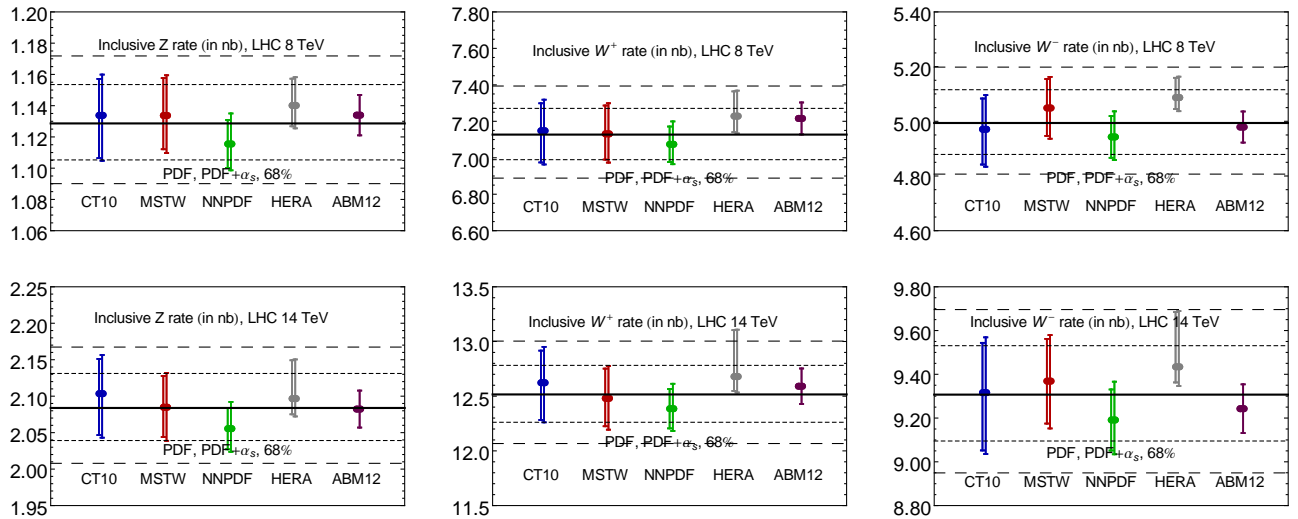 1.20
1.18
1.16
1.14
1.12
1.10
1.08
1.06
Inclusive Z rate (in nb), LHC 8 TeV
PDF, PDF+αs, 68%
CT10 MSTW NNPDF HERA ABM12
7.80
7.60
7.40
7.20
7.00
6.80
6.60
Inclusive W+ rate (in nb), LHC 8 TeV
PDF, PDF+αs, 68%
CT10 MSTW NNPDF HERA ABM12
5.40
5.20
5.00
4.80
4.60
Inclusive W− rate (in nb), LHC 8 TeV
PDF, PDF+αs, 68%
CT10 MSTW NNPDF HERA ABM12
2.25
2.20
2.15
2.10
2.05
2.00
1.95
Inclusive Z rate (in nb), LHC 14 TeV
PDF, PDF+αs, 68%
CT10 MSTW NNPDF HERA ABM12
13.5
13.0
12.5
12.0
11.5
Inclusive W+ rate (in nb), LHC 14 TeV
PDF, PDF+αs, 68%
CT10 MSTW NNPDF HERA ABM12
9.80
9.60
9.40
9.20
9.00
8.80
Inclusive W− rate (in nb), LHC 14 TeV
PDF, PDF+αs, 68%
CT10 MSTW NNPDF HERA ABM12